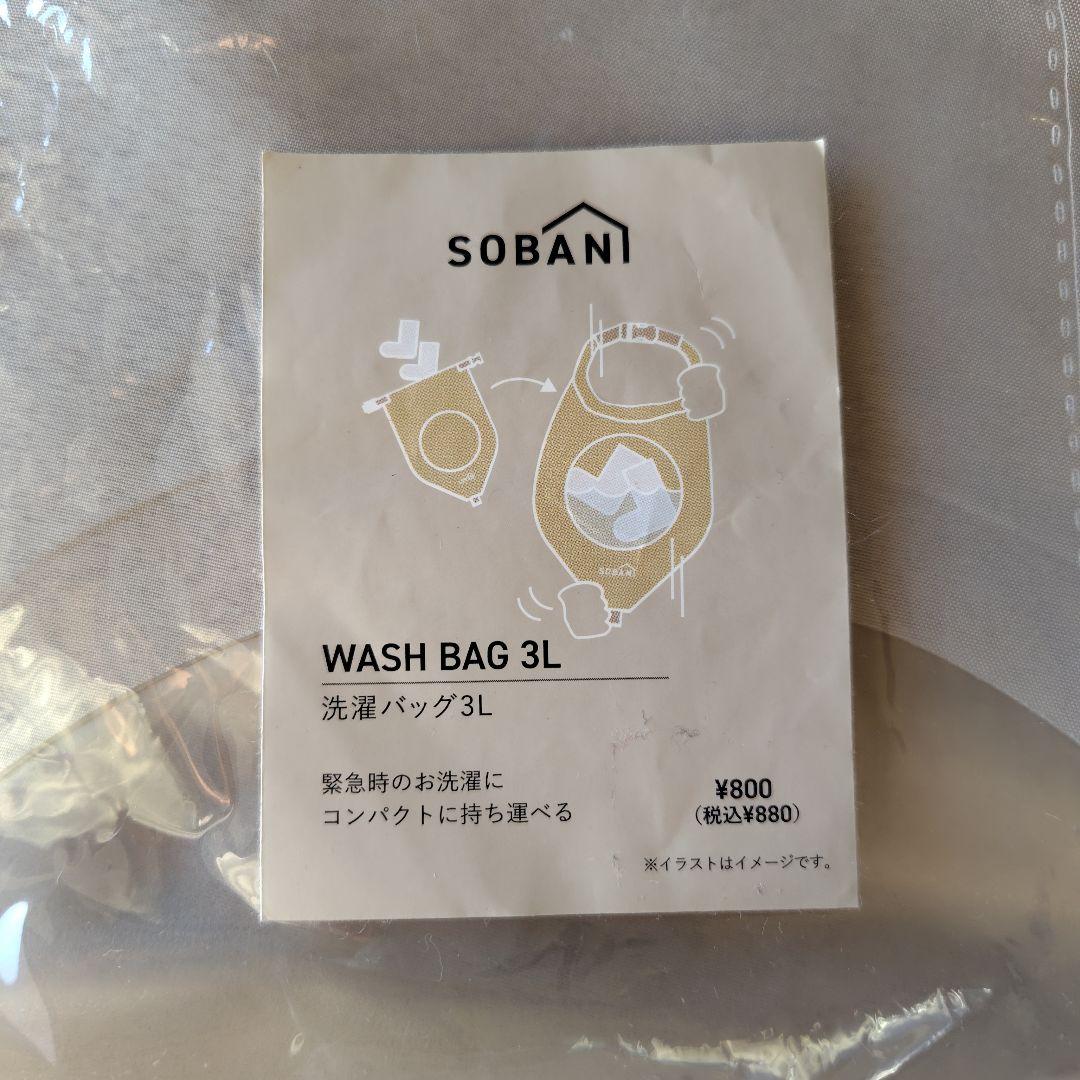 SOBANI
SOBANI
WASH BAG 3L
洗濯バッグ3L
緊急時のお洗濯に
コンパクトに持ち運べる
¥800
(税込¥880)
※イラストはイメージです。